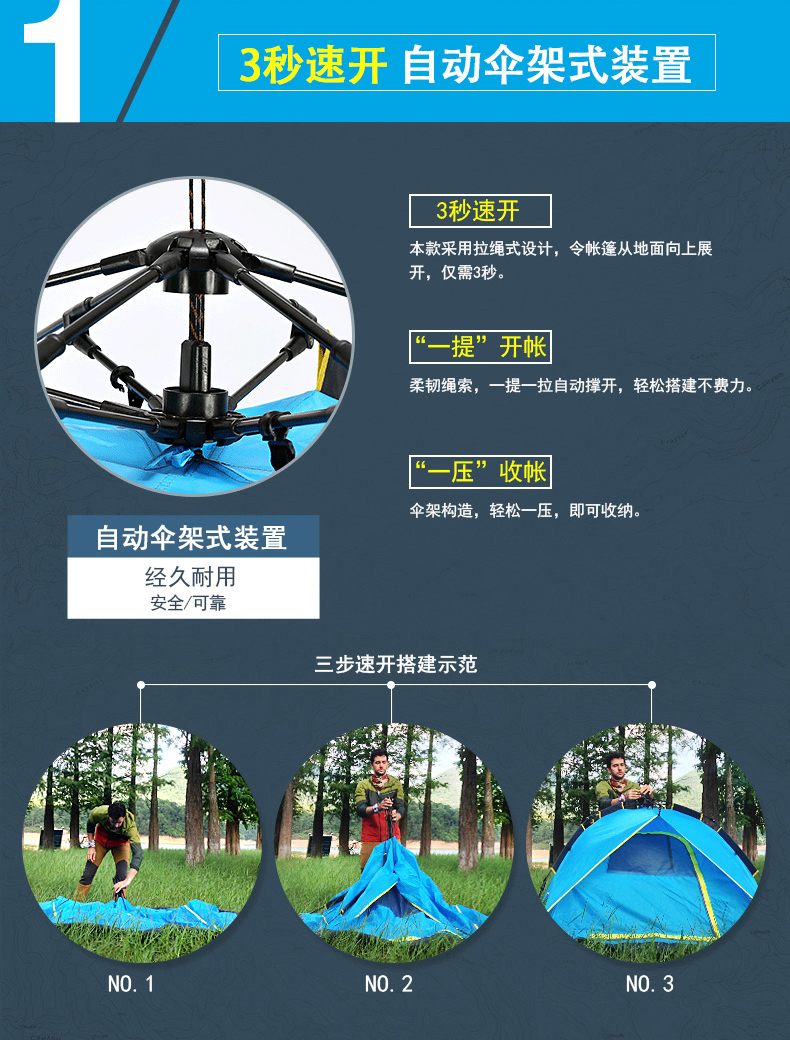 1
3秒速开 自动伞架式装置
3秒速开
本款采用拉绳式设计，令帐篷从地面向上展
开，仅需3秒。
“一提”开帐
柔韧绳索，一提一拉自动撑开，轻松搭建不费力。
“一压”收帐
伞架构造，轻松一压，即可收纳。
自动伞架式装置
经久耐用
安全/可靠
三步速开搭建示范
NO.1
NO.2
NO.3